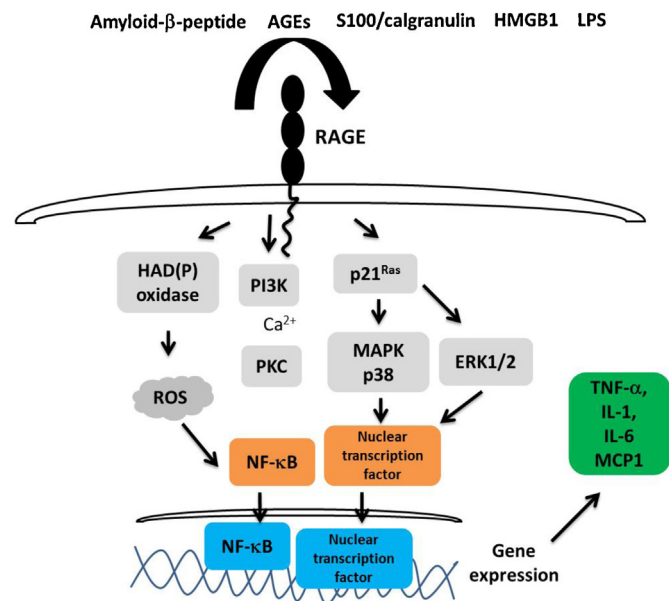 Amyloid-β-peptide AGEs S100/calgranulin HMGB1 LPS
RAGE
HAD(P)
oxidase
PI3K
p21Ras
Ca2+
PKC
MAPK
p38
ERK1/2
ROS
TNF-α,
IL-1,
IL-6
MCP1
NF-κB
Nuclear
transcription
factor
NF-κB
Nuclear
transcription
factor
Gene
expression